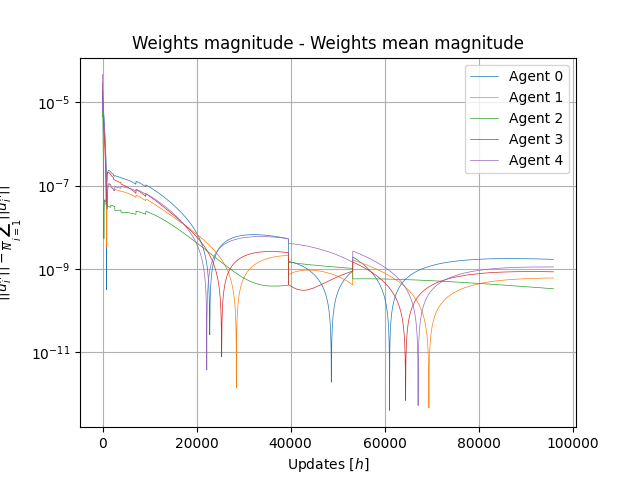 Weights magnitude - Weights mean magnitude
Agent 0
Agent 1
Agent 2
Agent 3
Agent 4
10⁻⁵
10⁻⁷
10⁻⁹
10⁻¹¹
0 20000 40000 60000 80000 100000
Updates [h]